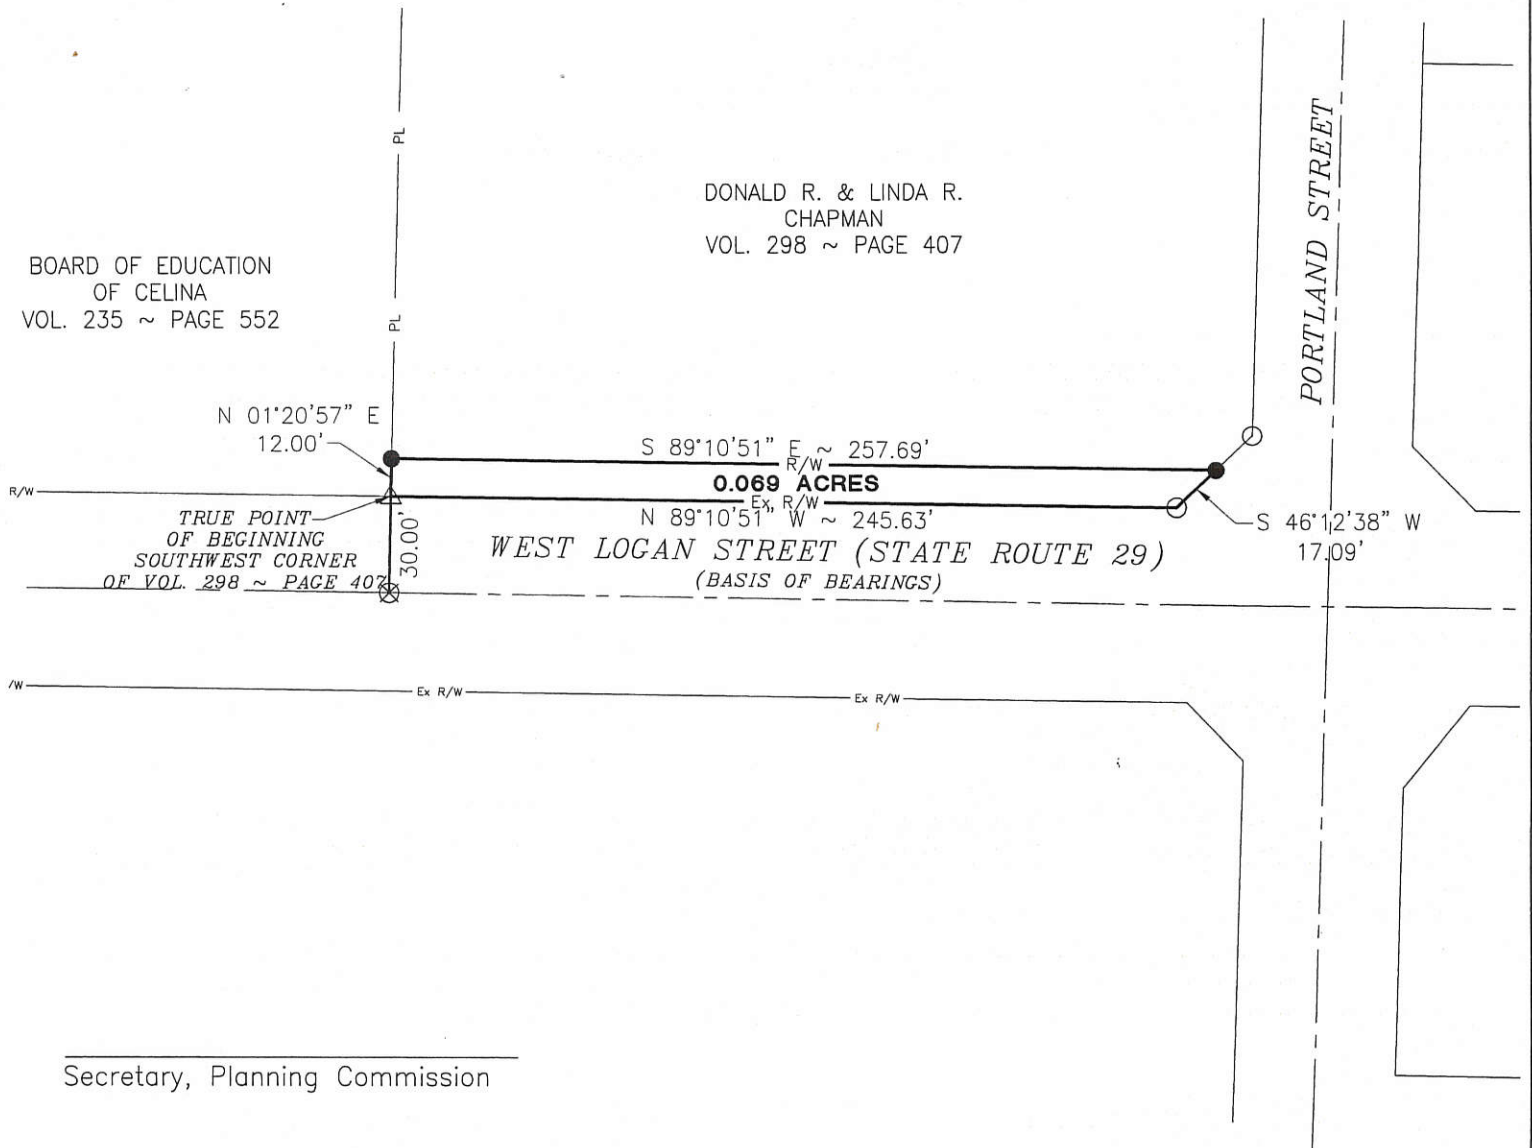 PL
PORTLAND STREET
DONALD R. & LINDA R.
CHAPMAN
VOL. 298 ~ PAGE 407
BOARD OF EDUCATION
OF CELINA
VOL. 235 ~ PAGE 552
PL
N 01°20'57" E
12.00'
S 89°10'51" E ~ 257.69'
R/W
0.069 ACRES
R/W
Ex, R/W
N 89°10'51" W ~ 245.63'
S 46°12'38" W
17.09'
TRUE POINT
OF BEGINNING
SOUTHWEST CORNER
OF VOL. 298 ~ PAGE 407
30.00'
WEST LOGAN STREET (STATE ROUTE 29)
(BASIS OF BEARINGS)
/W
Ex R/W
Ex R/W
Secretary, Planning Commission